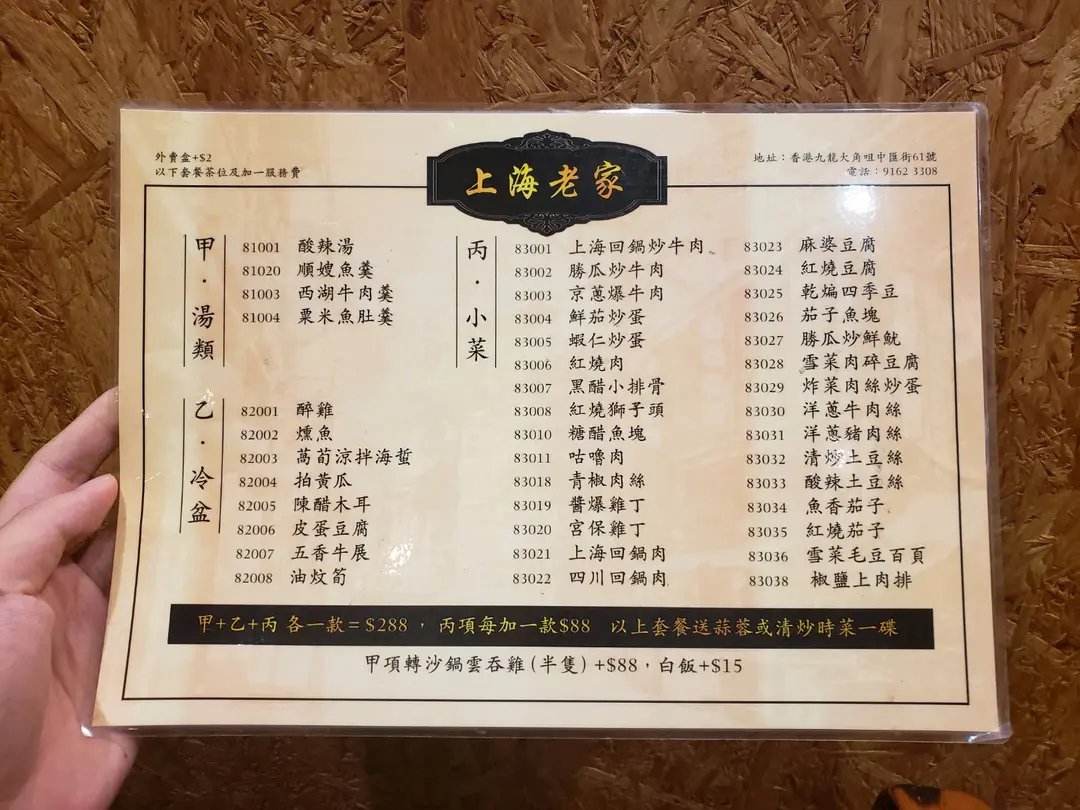 外賣盒+$2
以下套餐茶位及加一服務費
上海老家
地址：香港九龍大角咀中匯街61號
電話：9162 3308
甲·湯類
81001 酸辣湯
81020 順嫂魚羹
81003 西湖牛肉羹
81004 粟米魚肚羹
乙·冷盆
82001 醉雞
82002 燻魚
82003 萵荀涼拌海蜇
82004 拍黃瓜
82005 陳醋木耳
82006 皮蛋豆腐
82007 五香牛展
82008 油炆筍
丙·小菜
83001 上海回鍋炒牛肉
83002 勝瓜炒牛肉
83003 京蔥爆牛肉
83004 鮮茄炒蛋
83005 蝦仁炒蛋
83006 紅燒肉
83007 黑醋小排骨
83008 紅燒獅子頭
83010 糖醋魚塊
83011 咕嚕肉
83018 青椒肉絲
83019 醬爆雞丁
83020 宮保雞丁
83021 上海回鍋肉
83022 四川回鍋肉
83023 麻婆豆腐
83024 紅燒豆腐
83025 乾煸四季豆
83026 茄子魚塊
83027 勝瓜炒鮮魷
83028 雪菜肉碎豆腐
83029 炸菜肉絲炒蛋
83030 洋蔥牛肉絲
83031 洋蔥豬肉絲
83032 清炒土豆絲
83033 酸辣土豆絲
83034 魚香茄子
83035 紅燒茄子
83036 雪菜毛豆百頁
83038 椒鹽上肉排
甲+乙+丙 各一款=$288，丙項每加一款$88 以上套餐送蒜蓉或清炒時菜一碟
甲項轉沙鍋雲吞雞(半隻)+$88，白飯+$15